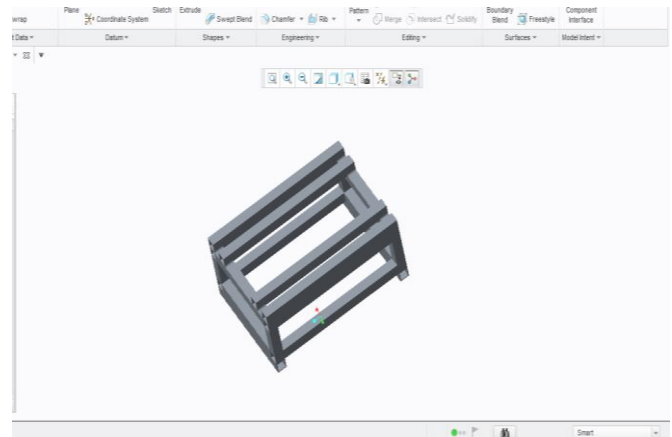 Plane Sketch Extrude Pattern Boundary Component
wrap Coordinate System Swept Blend Chamfer Rib Merge Intersect Solidify Blend Freestyle Interface
t Data Datum Shapes Engineering Editing Surfaces Model Intent
Smart